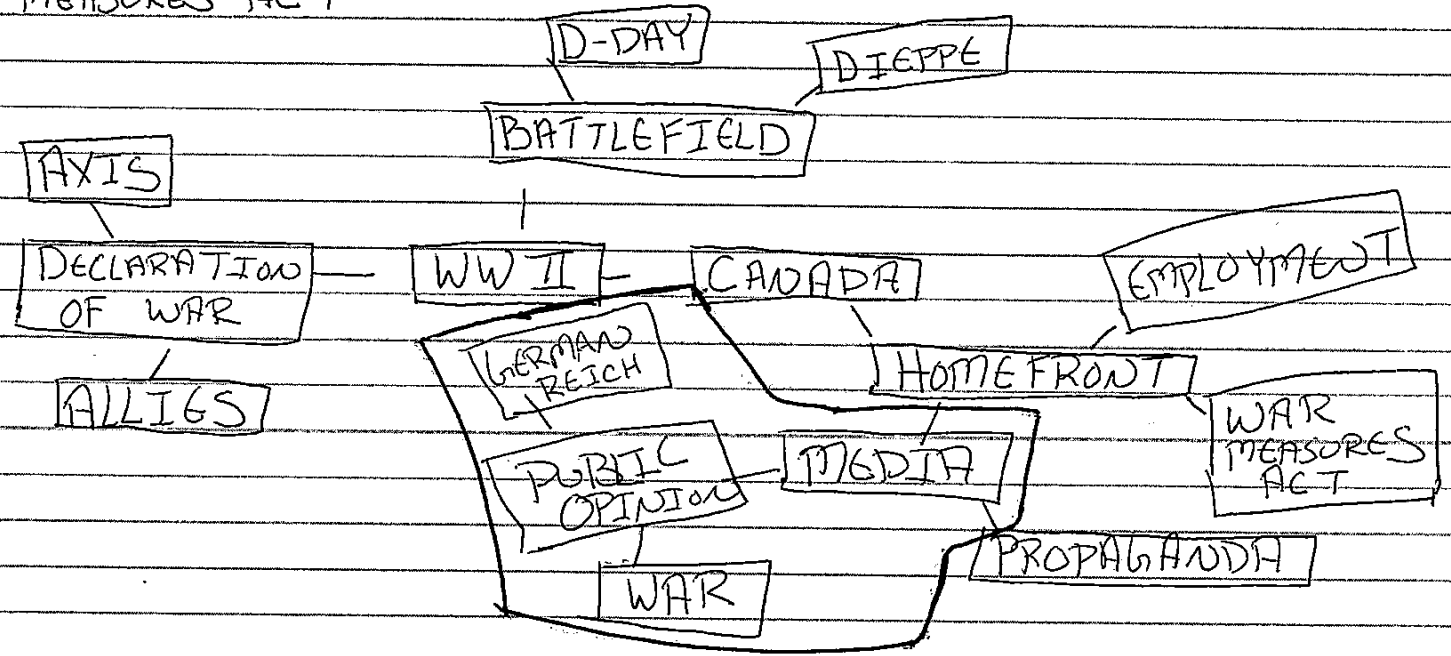 MEASURES ACT
D-DAY
DIEPPE
BATTLEFIELD
AXIS
DECLARATION
OF WAR
WW II
CANADA
EMPLOYMENT
GERMAN
REICH
HOMEFRONT
ALLIES
WAR
MEASURES
ACT
PUBLIC
OPINION
MEDIA
PROPAGANDA
WAR